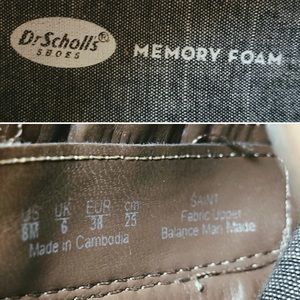 Dr.Scholl's®
SHOES
MEMORY FOAM
US UK EUR cm
8M 6 38 25
SAINT
Fabric Upper
Balance Man Made
Made in Cambodia